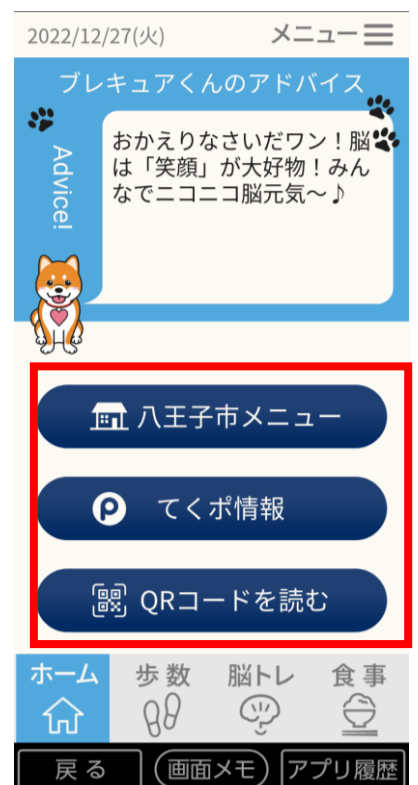 2022/12/27(火)
メニュー
ブレキュアくんのアドバイス
Advice!
おかえりなさいだワン！脳
は「笑顔」が大好物！みん
なでニコニコ脳元気～♪
八王子市メニュー
P てくポ情報
QRコードを読む
ホーム
歩数
脳トレ
食事
戻る
画面メモ
アプリ履歴